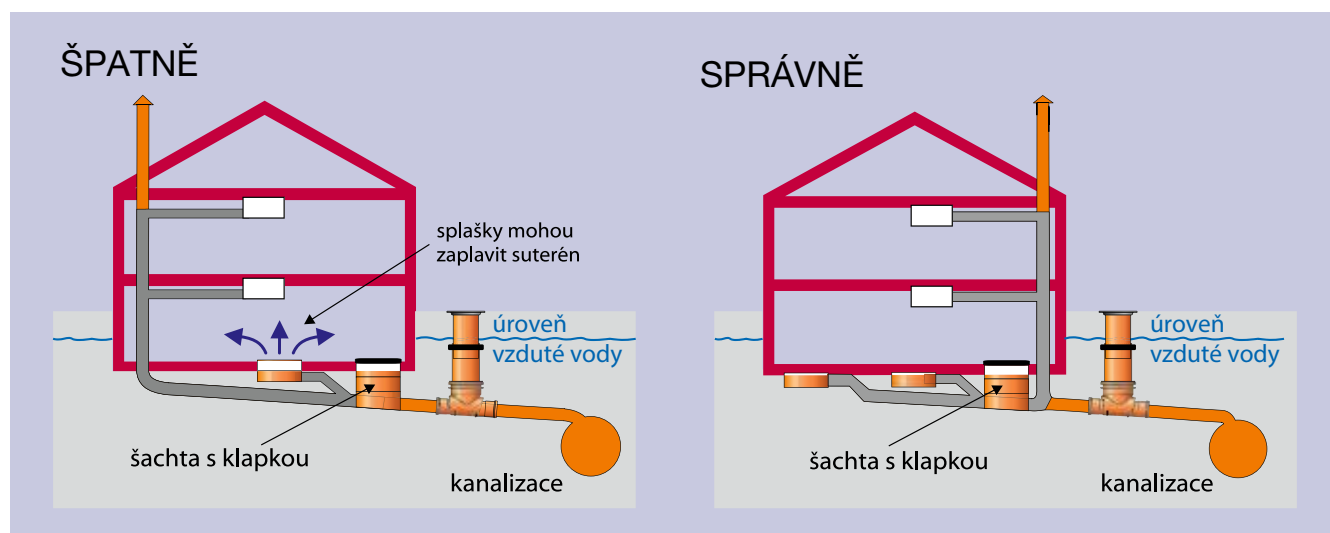 ŠPATNĚ
splašky mohou
zaplavit suterén
úroveň
vzduté vody
šachta s klapkou
kanalizace
SPRÁVNĚ
úroveň
vzduté vody
šachta s klapkou
kanalizace